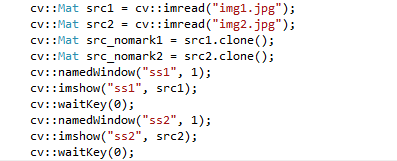 cv::Mat src1 = cv::imread("img1.jpg");
cv::Mat src2 = cv::imread("img2.jpg");
cv::Mat src_nomark1 = src1.clone();
cv::Mat src_nomark2 = src2.clone();
cv::namedWindow("ss1", 1);
cv::imshow("ss1", src1);
cv::waitKey(0);
cv::namedWindow("ss2", 1);
cv::imshow("ss2", src2);
cv::waitKey(0);